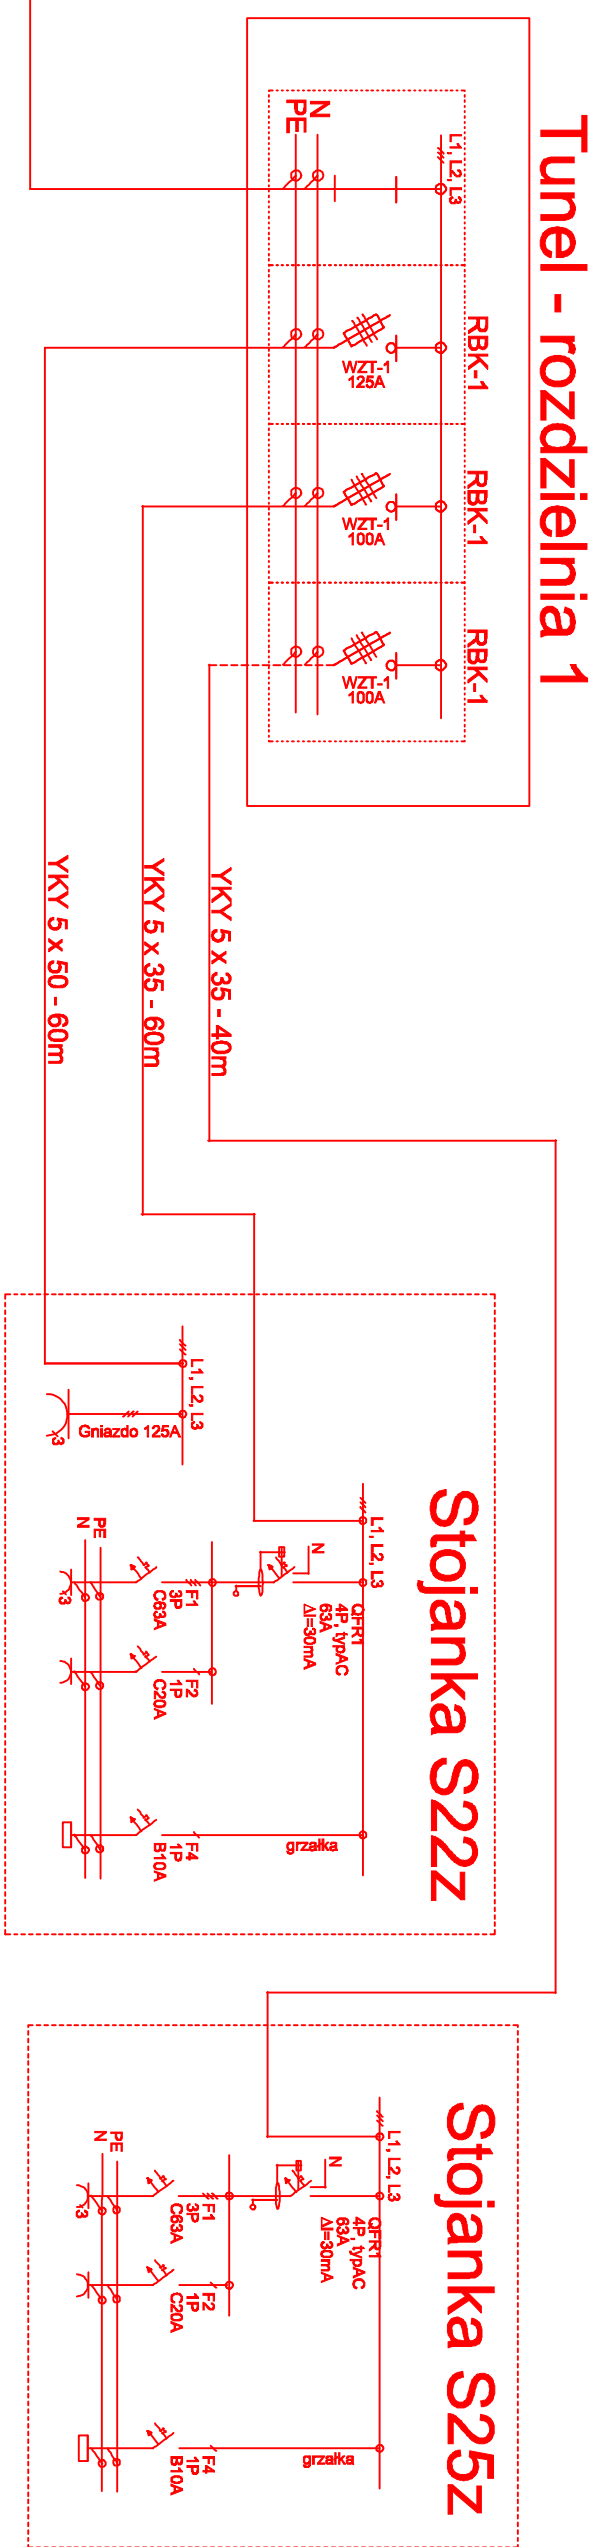 Tunel - rozdzielnia 1
L1, L2, L3
N
PE
RBK-1
WZT-1
125A
RBK-1
WZT-1
100A
RBK-1
WZT-1
100A
YKY 5 x 35 - 40m
YKY 5 x 35 - 60m
YKY 5 x 50 - 60m
Stojanka S22z
L1, L2, L3
Gniazdo 125A
x3
L1, L2, L3
N
QFR1
4P, typAC
63A
ΔI=30mA
F1
3P
C63A
F2
1P
C20A
grzałka
F4
1P
B10A
PE
N
x3
Stojanka S25z
L1, L2, L3
N
QFR1
4P, typAC
63A
ΔI=30mA
F1
3P
C63A
F2
1P
C20A
grzałka
F4
1P
B10A
PE
N
x3